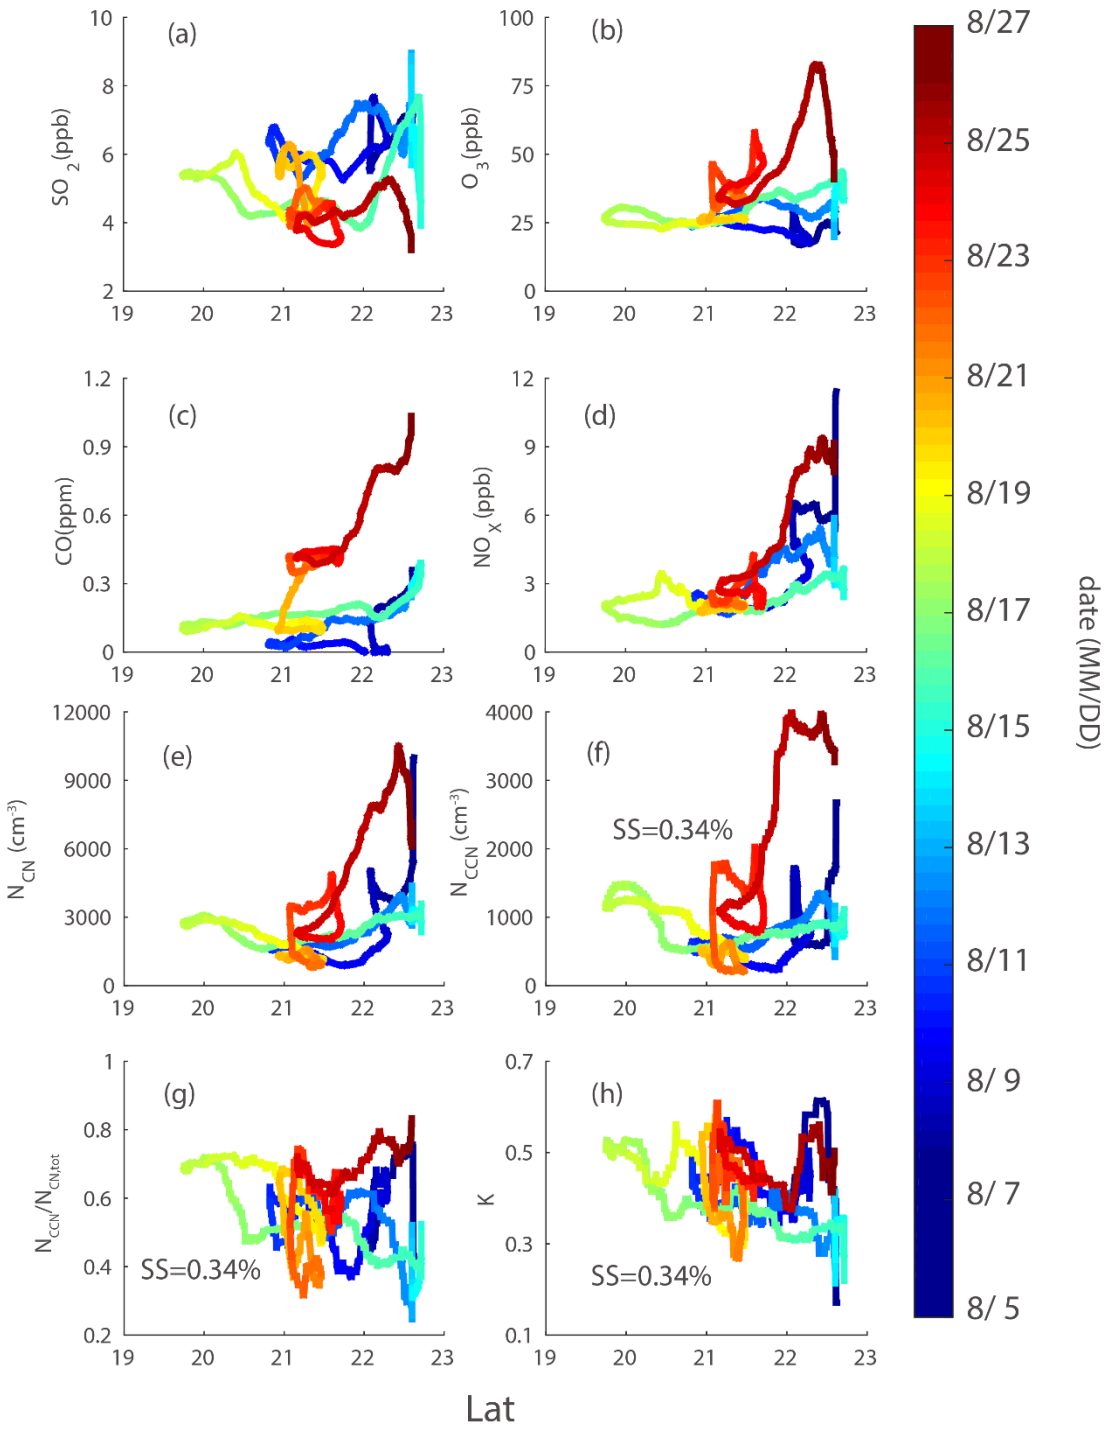 (a)
10
8
6
4
2
SO2 (ppb)
19 20 21 22 23
(b)
100
75
50
25
0
O3 (ppb)
19 20 21 22 23
(c)
1.2
0.9
0.6
0.3
0
CO(ppm)
19 20 21 22 23
(d)
12
9
6
3
0
NOX (ppb)
19 20 21 22 23
(e)
12000
9000
6000
3000
0
NCN (cm-3)
19 20 21 22 23
(f)
4000
3000
2000
1000
0
NCCN (cm-3)
SS=0.34%
19 20 21 22 23
(g)
1
0.8
0.6
0.4
0.2
NCCN/NCN,tot
SS=0.34%
19 20 21 22 23
(h)
0.7
0.5
0.3
0.1
K
SS=0.34%
19 20 21 22 23
Lat
8/27
8/25
8/23
8/21
8/19
8/17
8/15
8/13
8/11
8/ 9
8/ 7
8/ 5
date (MM/DD)